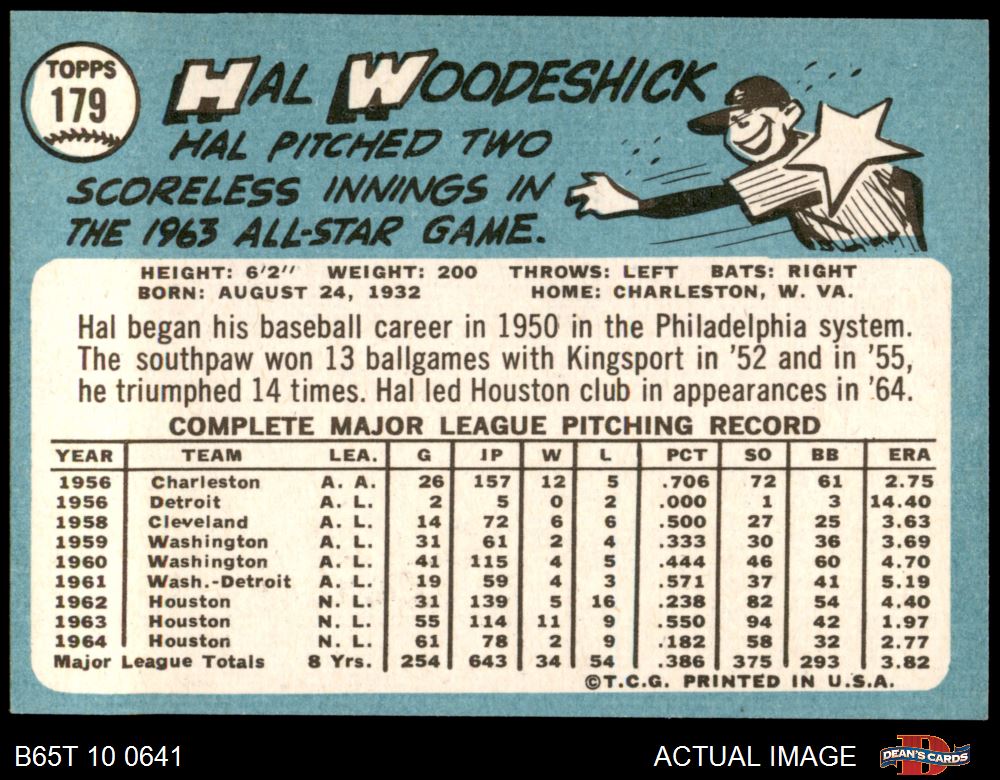 TOPPS
179
HAL WOODESHICK
HAL PITCHED TWO
SCORELESS INNINGS IN
THE 1963 ALL-STAR GAME.
HEIGHT: 6'2" WEIGHT: 200 THROWS: LEFT BATS: RIGHT
BORN: AUGUST 24, 1932 HOME: CHARLESTON, W. VA.
Hal began his baseball career in 1950 in the Philadelphia system.
The southpaw won 13 ballgames with Kingsport in '52 and in '55,
he triumphed 14 times. Hal led Houston club in appearances in '64.
COMPLETE MAJOR LEAGUE PITCHING RECORD
YEAR TEAM LEA. G IP W L PCT SO BB ERA
1956 Charleston A. A. 26 157 12 5 .706 72 61 2.75
1956 Detroit A. L. 2 5 0 2 .000 1 3 14.40
1958 Cleveland A. L. 14 72 6 6 .500 27 25 3.63
1959 Washington A. L. 31 61 2 4 .333 30 36 3.69
1960 Washington A. L. 41 115 4 5 .444 46 60 4.70
1961 Wash.-Detroit A. L. 19 59 4 3 .571 37 41 5.19
1962 Houston N. L. 31 139 5 16 .238 82 54 4.40
1963 Houston N. L. 55 114 11 9 .550 94 42 1.97
1964 Houston N. L. 61 78 2 9 .182 58 32 2.77
Major League Totals 8 Yrs. 254 643 34 54 .386 375 293 3.82
©T.C.G. PRINTED IN U.S.A.
B65T 10 0641 ACTUAL IMAGE DEAN'S CARDS